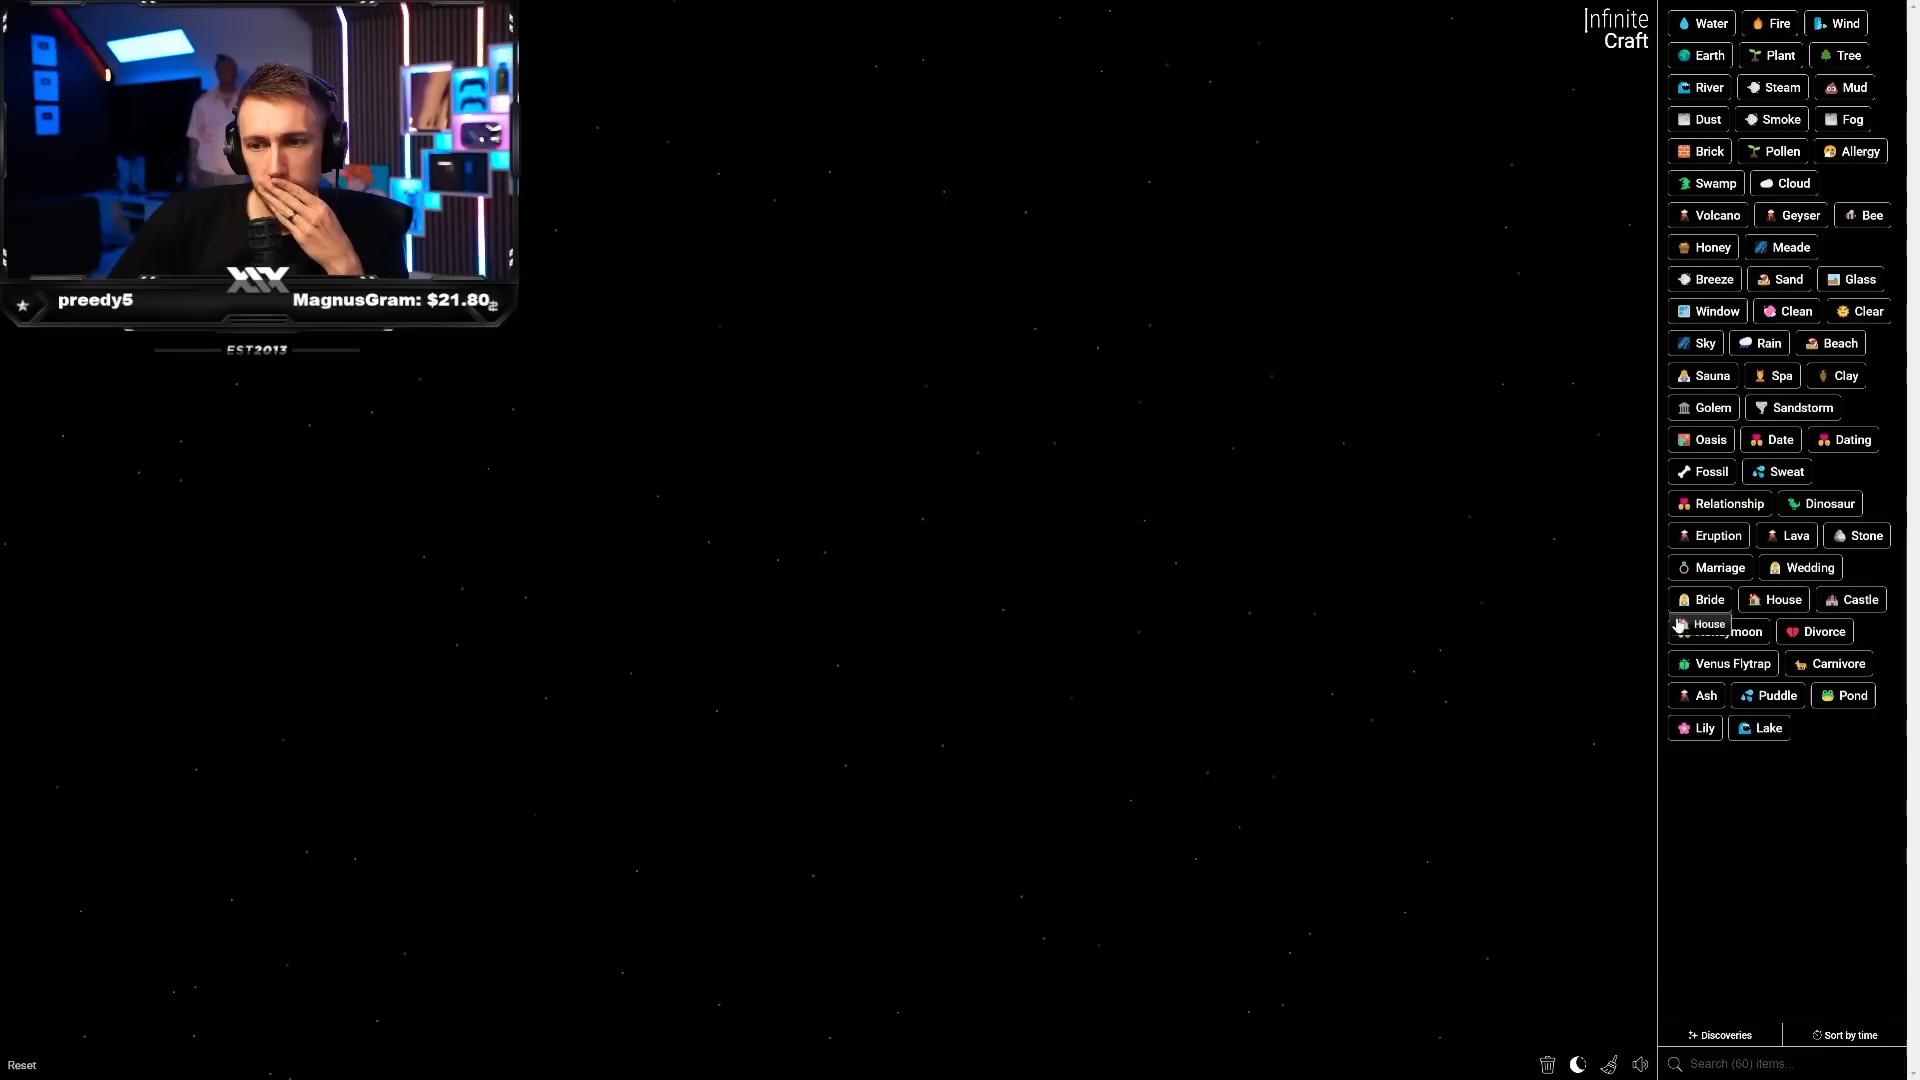 Infinite
Craft
preedy5 MagnusGram: $21.80
EST2013
Water Fire Wind
Earth Plant Tree
River Steam Mud
Dust Smoke Fog
Brick Pollen Allergy
Swamp Cloud
Volcano Geyser Bee
Honey Meade
Breeze Sand Glass
Window Clean Clear
Sky Rain Beach
Sauna Spa Clay
Golem Sandstorm
Oasis Date Dating
Fossil Sweat
Relationship Dinosaur
Eruption Lava Stone
Marriage Wedding
Bride House Castle
House
moon Divorce
Venus Flytrap Carnivore
Ash Puddle Pond
Lily Lake
Discoveries Sort by time
Search (60) items...
Reset